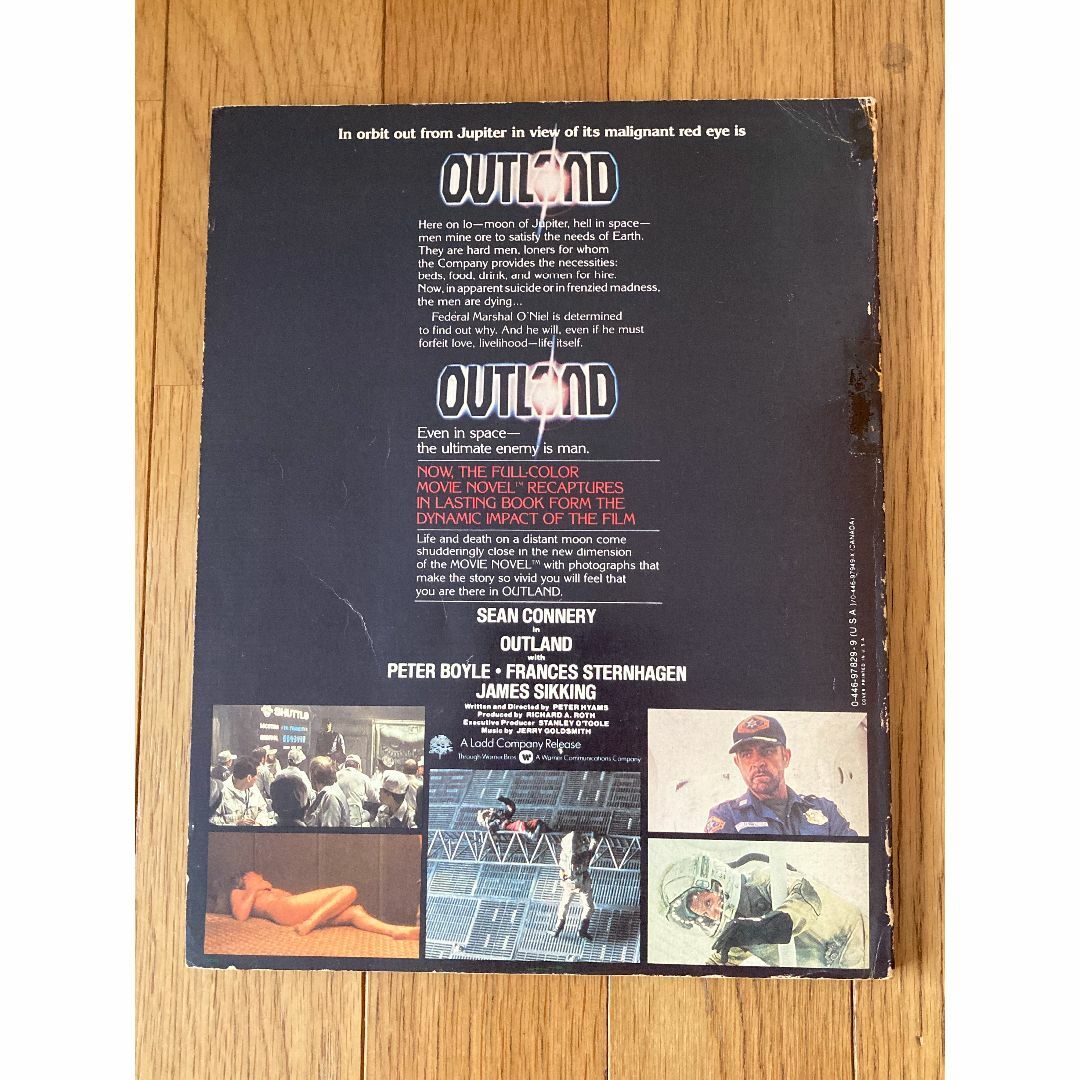 In orbit out from Jupiter in view of its malignant red eye is
OUTLAND
Here on Io—moon of Jupiter, hell in space—
men mine ore to satisfy the needs of Earth.
They are hard men, loners for whom
the Company provides the necessities:
beds, food, drink, and women for hire.
Now, in apparent suicide or in frenzied madness,
the men are dying...
Federal Marshal O'Niel is determined
to find out why. And he will, even if he must
forfeit love, livelihood—life itself.
OUTLAND
Even in space—
the ultimate enemy is man.
NOW, THE FULL-COLOR
MOVIE NOVEL™ RECAPTURES
IN LASTING BOOK FORM THE
DYNAMIC IMPACT OF THE FILM
Life and death on a distant moon come
shudderingly close in the new dimension
of the MOVIE NOVEL™ with photographs that
make the story so vivid you will feel that
you are there in OUTLAND.
SEAN CONNERY
in
OUTLAND
with
PETER BOYLE • FRANCES STERNHAGEN
JAMES SIKKING
Written and Directed by PETER HYAMS
Produced by RICHARD A. ROTH
Executive Producer STANLEY O'TOOLE
Music by JERRY GOLDSMITH
A Ladd Company Release
Through Warner Bros W A Warner Communications Company
SHUTTLE
0-446-97829-9 (U.S.A.)/0-446-97949-X (CANADA)
COVER PRINTED IN U.S.A.